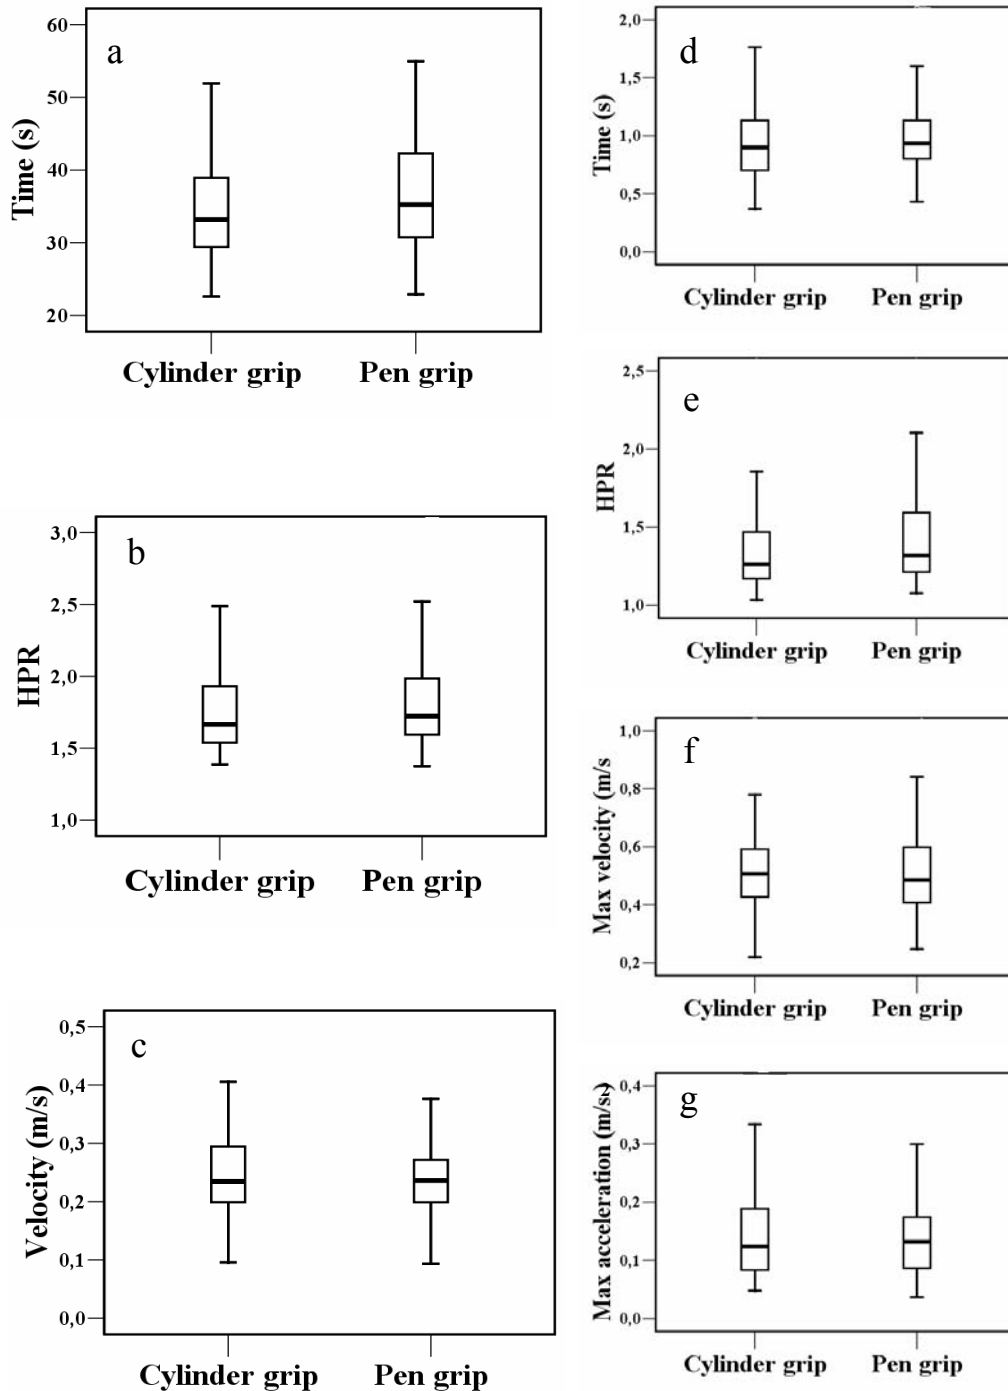 a
60
50
40
30
20
Time (s)
Cylinder grip Pen grip
b
3,0
2,5
2,0
1,5
1,0
HPR
Cylinder grip Pen grip
c
0,5
0,4
0,3
0,2
0,1
0,0
Velocity (m/s)
Cylinder grip Pen grip
d
2,0
1,5
1,0
0,5
0,0
Time (s)
Cylinder grip Pen grip
e
2,5
2,0
1,5
1,0
HPR
Cylinder grip Pen grip
f
1,0
0,8
0,6
0,4
0,2
Max velocity (m/s
Cylinder grip Pen grip
g
0,4
0,3
0,2
0,1
0,0
Max acceleration
Cylinder grip Pen grip